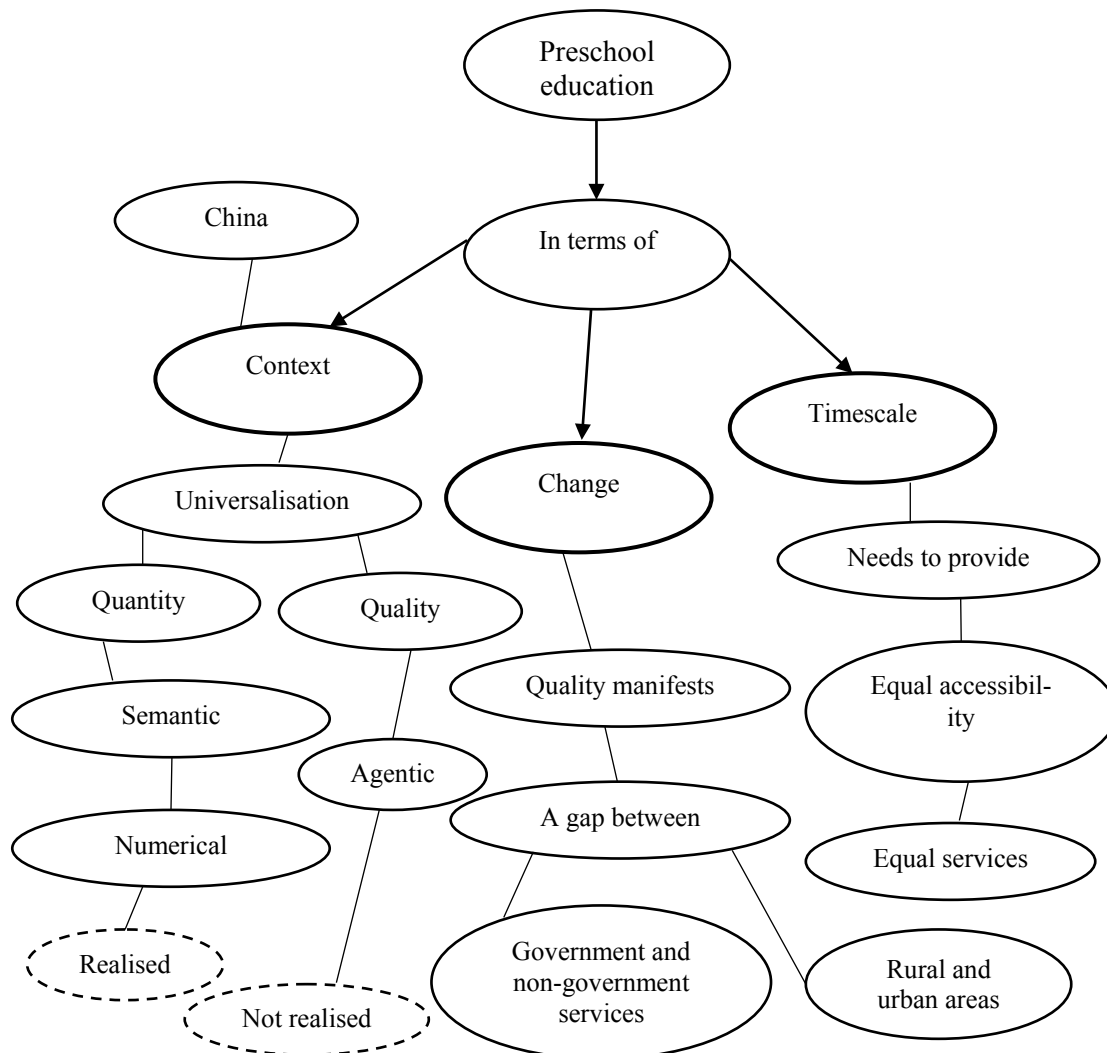 Preschool
education
China
In terms of
Context
Timescale
Change
Universalisation
Needs to provide
Quantity
Quality
Quality manifests
Equal accessibil-
ity
Semantic
Agentic
A gap between
Numerical
Equal services
Realised
Not realised
Government and
non-government
services
Rural and
urban areas